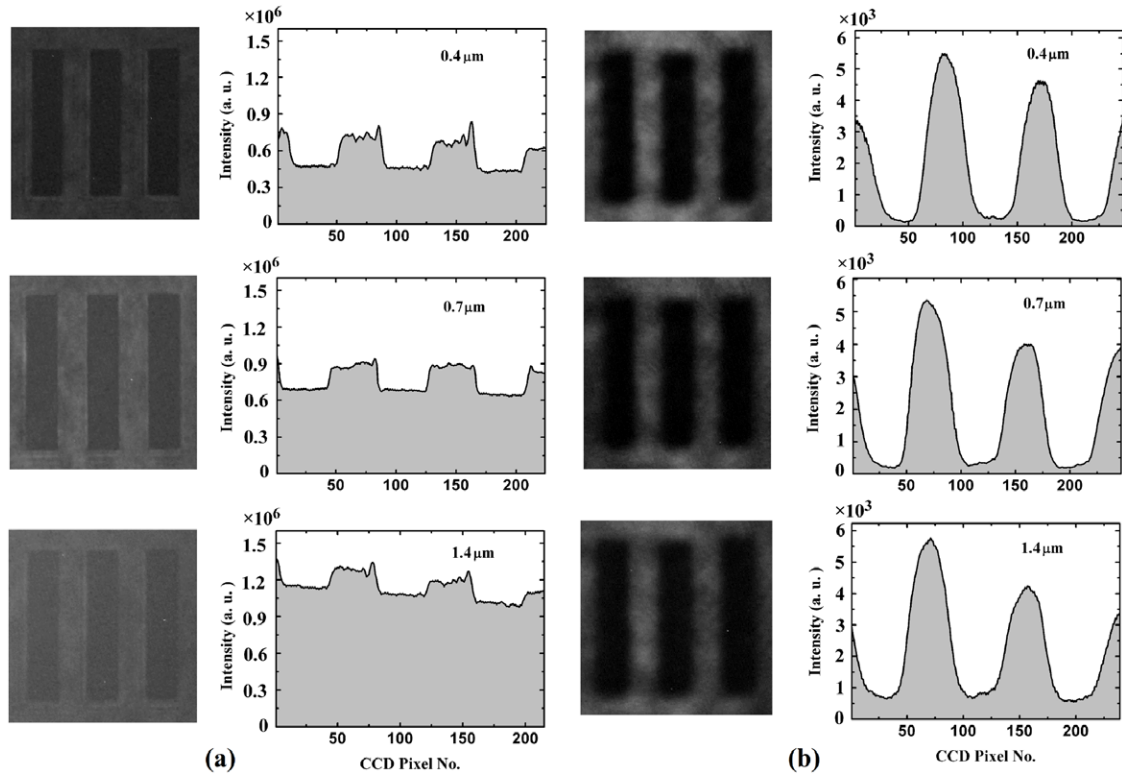 ×10⁶
1.5
1.2
0.9
0.6
0.3
0
Intensity (a. u.)
0.4μm
50 100 150 200
×10³
6
5
4
3
2
1
0
Intensity (a. u. )
0.4μm
50 100 150 200
×10⁶
1.5
1.2
0.9
0.6
0.3
0
Intensity (a. u. )
0.7μm
50 100 150 200
×10³
6
5
4
3
2
1
0
Intensity (a. u. )
0.7μm
50 100 150 200
×10⁶
1.5
1.2
0.9
0.6
0.3
0
Intensity (a. u. )
1.4μm
50 100 150 200
CCD Pixel No.
(a)
×10³
6
5
4
3
2
1
0
Intensity (a. u. )
1.4μm
50 100 150 200
CCD Pixel No.
(b)